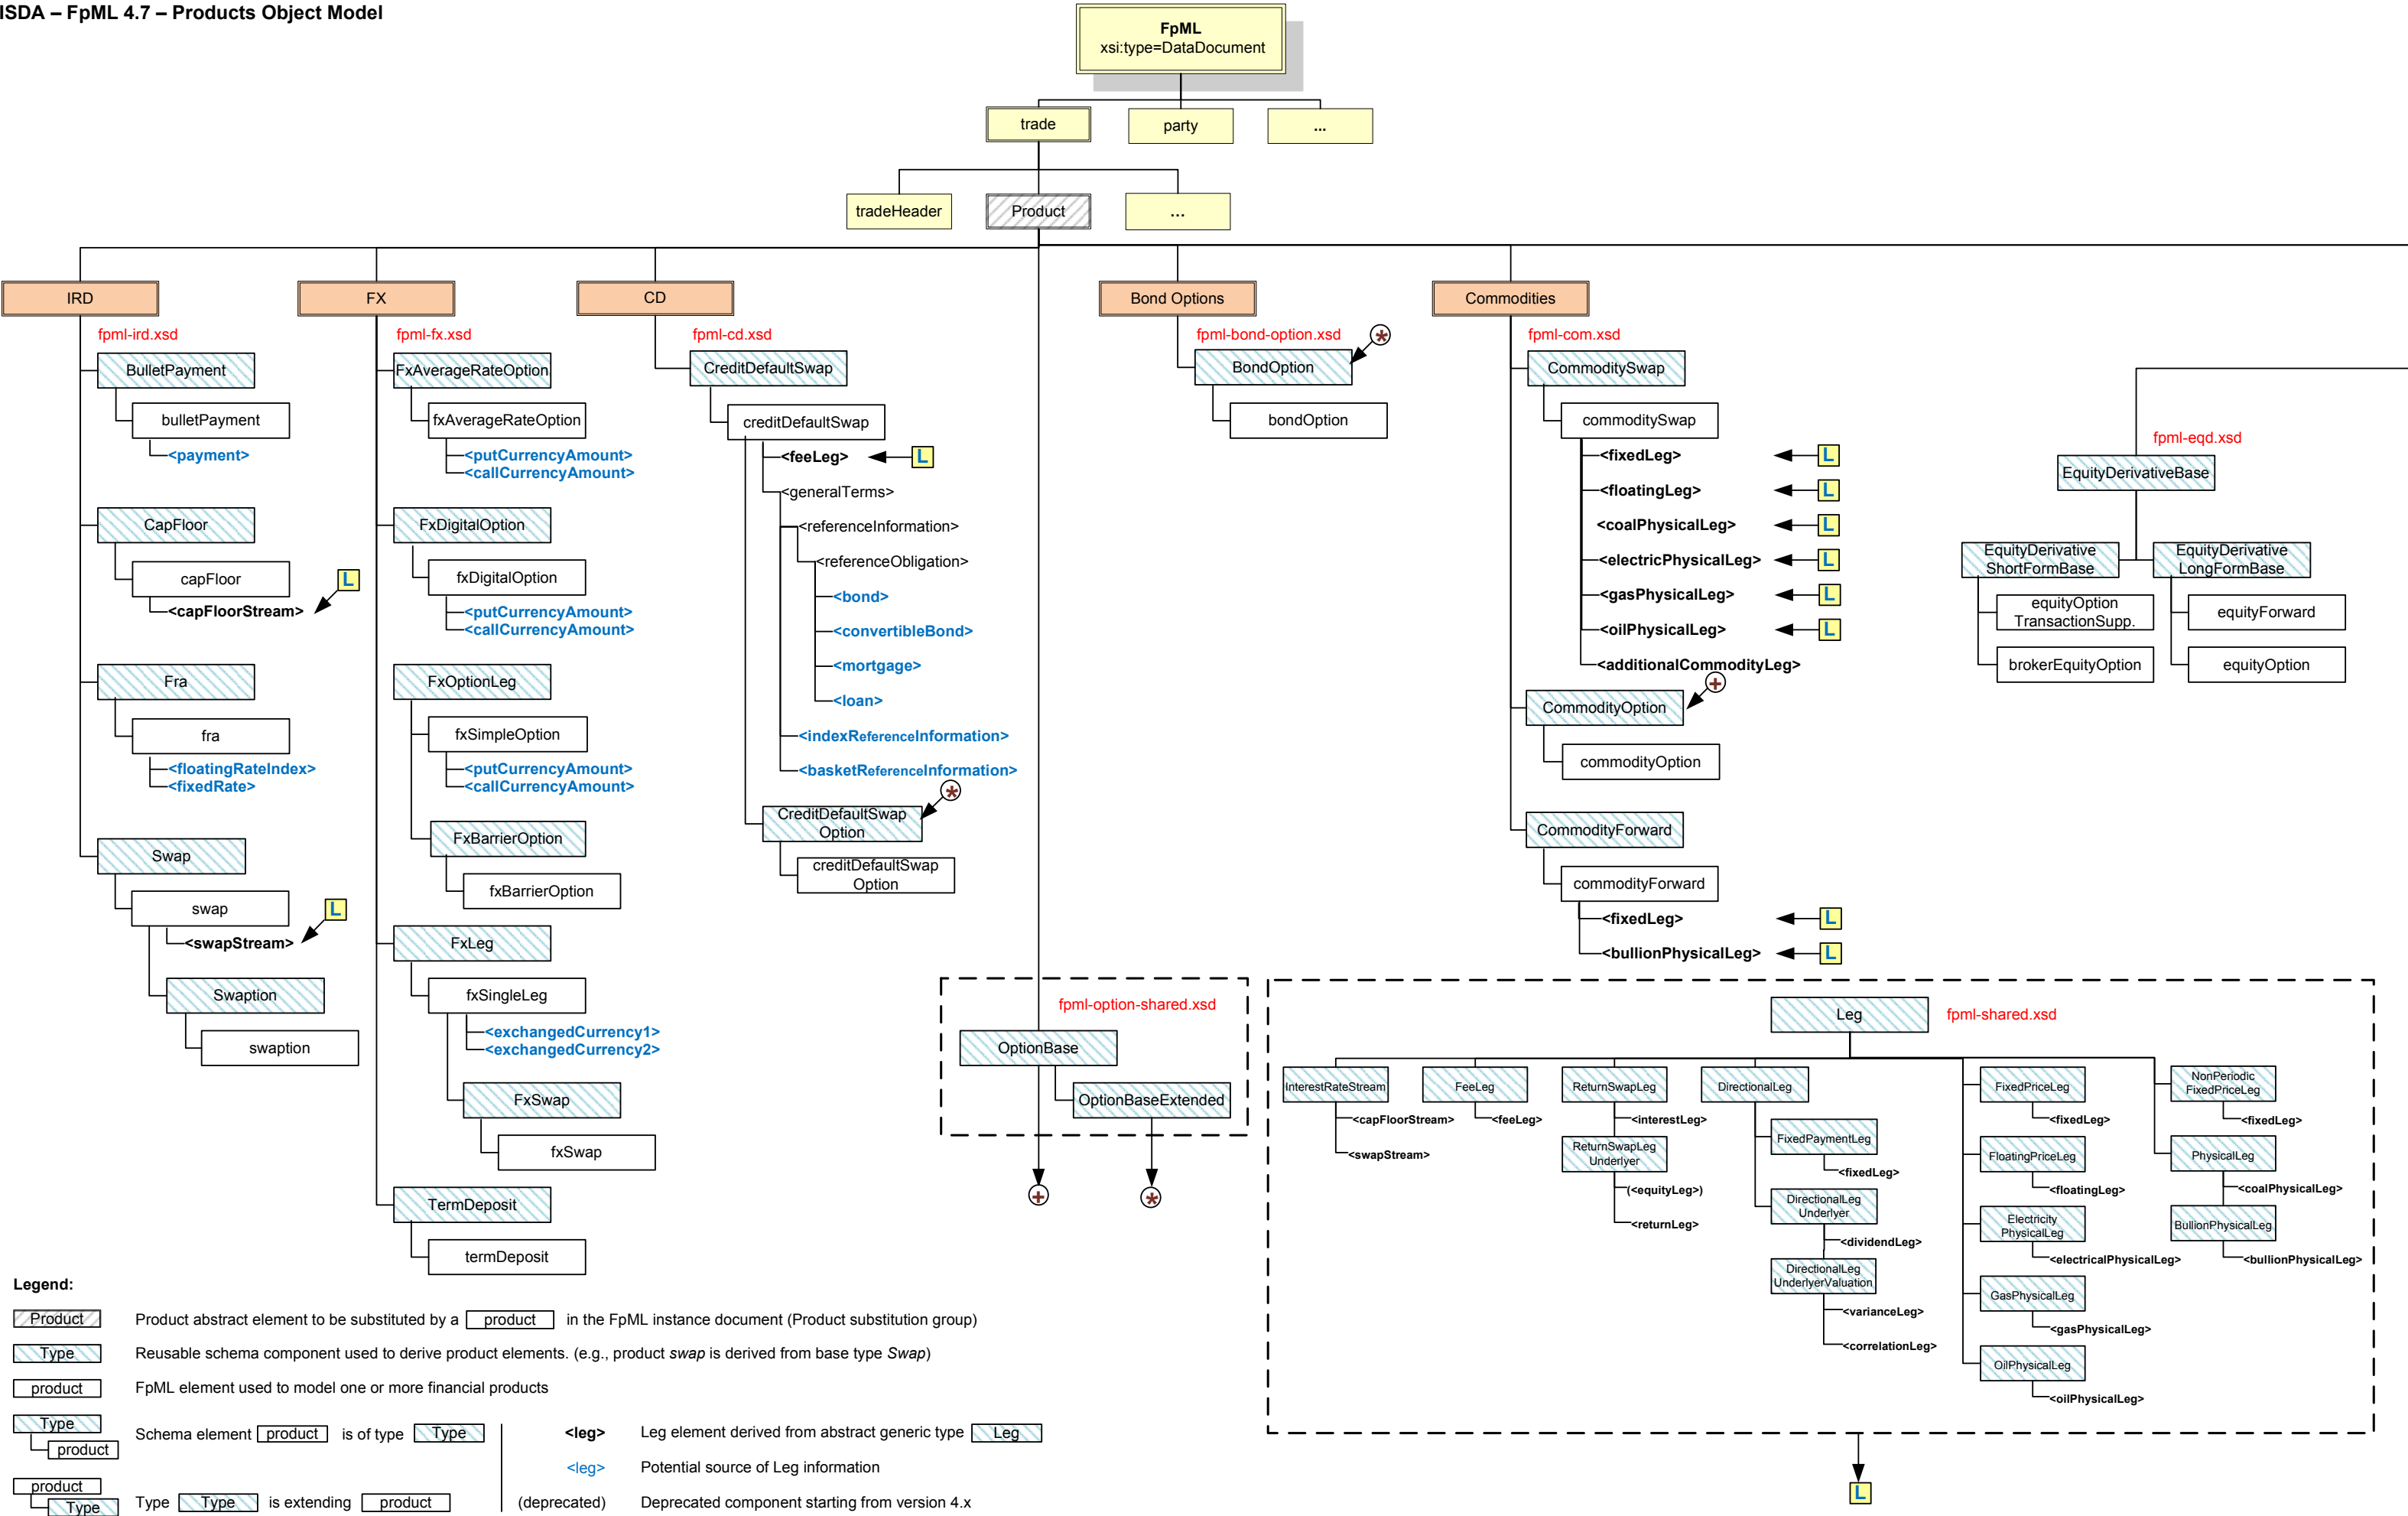 ISDA – FpML 4.7 – Products Object Model
FpML
xsi:type=DataDocument
trade
party
...
tradeHeader
Product
...
IRD
fpml-ird.xsd
BulletPayment
bulletPayment
<payment>
CapFloor
capFloor
L
<capFloorStream>
Fra
fra
<floatingRateIndex>
<fixedRate>
Swap
swap
L
<swapStream>
Swaption
swaption
FX
fpml-fx.xsd
FxAverageRateOption
fxAverageRateOption
<putCurrencyAmount>
<callCurrencyAmount>
FxDigitalOption
fxDigitalOption
<putCurrencyAmount>
<callCurrencyAmount>
FxOptionLeg
fxSimpleOption
<putCurrencyAmount>
<callCurrencyAmount>
FxBarrierOption
fxBarrierOption
FxLeg
fxSingleLeg
<exchangedCurrency1>
<exchangedCurrency2>
FxSwap
fxSwap
TermDeposit
termDeposit
CD
fpml-cd.xsd
CreditDefaultSwap
creditDefaultSwap
<feeLeg>
L
<generalTerms>
<referenceInformation>
<referenceObligation>
<bond>
<convertibleBond>
<mortgage>
<loan>
<indexReferenceInformation>
<basketReferenceInformation>
*
CreditDefaultSwap
Option
creditDefaultSwap
Option
fpml-option-shared.xsd
OptionBase
OptionBaseExtended
+
*
Bond Options
fpml-bond-option.xsd
*
BondOption
bondOption
Commodities
fpml-com.xsd
CommoditySwap
commoditySwap
<fixedLeg>
L
<floatingLeg>
L
<coalPhysicalLeg>
L
<electricPhysicalLeg>
L
<gasPhysicalLeg>
L
<oilPhysicalLeg>
L
<additionalCommodityLeg>
+
CommodityOption
commodityOption
CommodityForward
commodityForward
<fixedLeg>
L
<bullionPhysicalLeg>
L
fpml-eqd.xsd
EquityDerivativeBase
EquityDerivative
ShortFormBase
equityOption
TransactionSupp.
brokerEquityOption
EquityDerivative
LongFormBase
equityForward
equityOption
Leg
fpml-shared.xsd
InterestRateStream
<capFloorStream>
<swapStream>
FeeLeg
<feeLeg>
ReturnSwapLeg
<interestLeg>
ReturnSwapLeg
Underlyer
(<equityLeg>)
<returnLeg>
DirectionalLeg
FixedPaymentLeg
<fixedLeg>
DirectionalLeg
Underlyer
<dividendLeg>
DirectionalLeg
UnderlyerValuation
<varianceLeg>
<correlationLeg>
FixedPriceLeg
<fixedLeg>
FloatingPriceLeg
<floatingLeg>
Electricity
PhysicalLeg
<electricalPhysicalLeg>
GasPhysicalLeg
<gasPhysicalLeg>
OilPhysicalLeg
<oilPhysicalLeg>
NonPeriodic
FixedPriceLeg
<fixedLeg>
PhysicalLeg
<coalPhysicalLeg>
BullionPhysicalLeg
<bullionPhysicalLeg>
L
Legend:
Product Product abstract element to be substituted by a product in the FpML instance document (Product substitution group)
Type Reusable schema component used to derive product elements. (e.g., product swap is derived from base type Swap)
product FpML element used to model one or more financial products
Type
product
Schema element product is of type Type
product
Type
Type Type is extending product
<leg> Leg element derived from abstract generic type Leg
<leg> Potential source of Leg information
(deprecated) Deprecated component starting from version 4.x